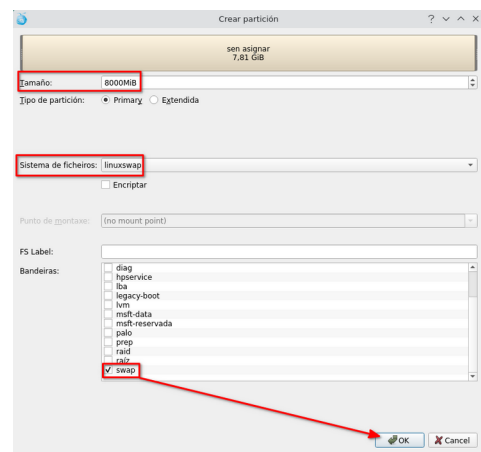 Crear partición
sen asignar
7,81 GiB
Tamaño: 8000MiB
Tipo de partición: Primary Extendida
Sistema de ficheiros: linuxswap
Encriptar
Punto de montaxe: (no mount point)
FS Label:
Bandeiras: diag
hpservice
lba
legacy-boot
lvm
msft-data
msft-reservada
palo
prep
raid
raíz
swap
OK Cancel